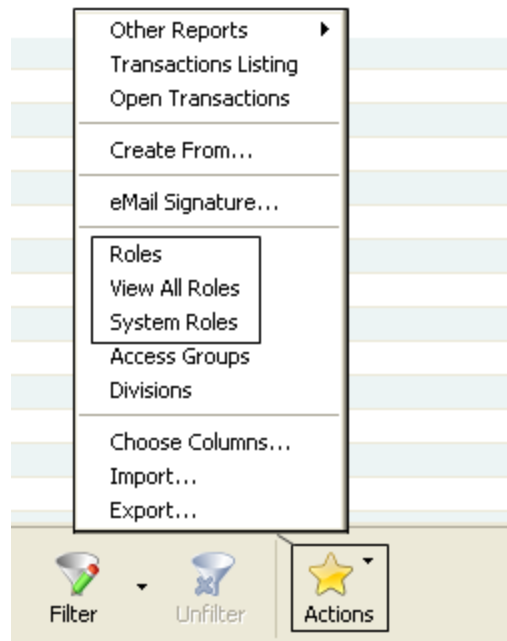 Other Reports
Transactions Listing
Open Transactions
Create From...
eMail Signature...
Roles
View All Roles
System Roles
Access Groups
Divisions
Choose Columns...
Import...
Export...
Filter
Unfilter
Actions